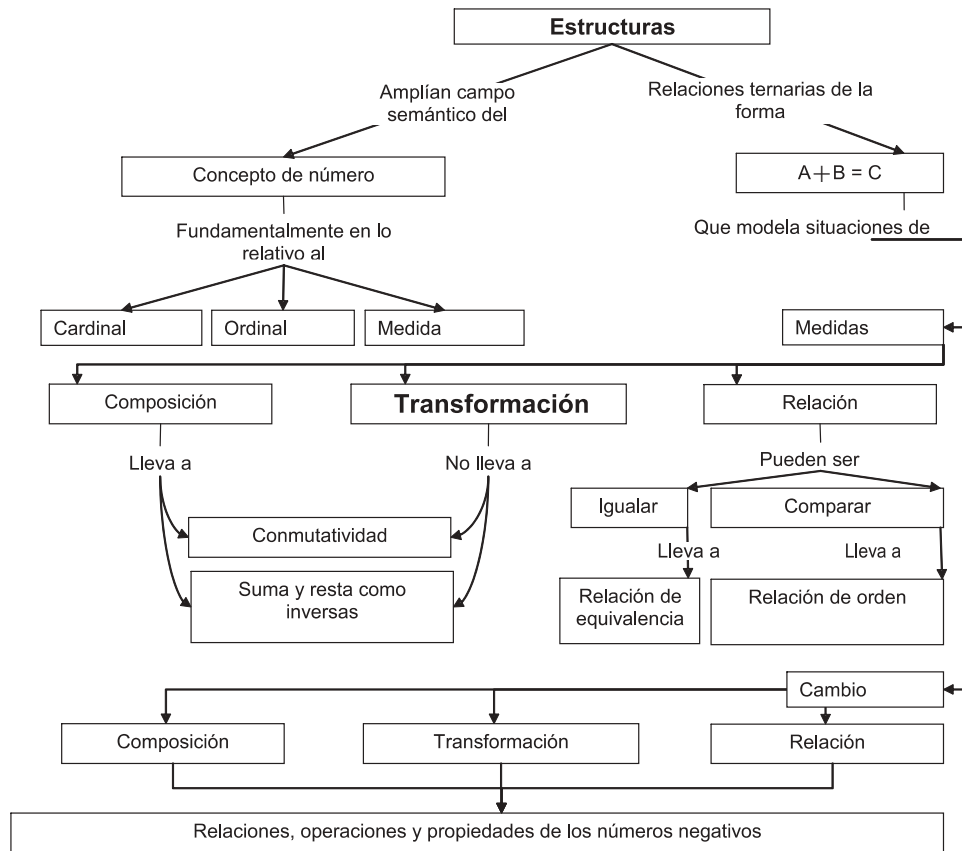 Estructuras
Amplían campo
semántico del
Relaciones ternarias de la
forma
Concepto de número
A+B = C
Fundamentalmente en lo
relativo al
Que modela situaciones de
Cardinal
Ordinal
Medida
Medidas
Composición
Transformación
Relación
Lleva a
No lleva a
Pueden ser
Igualar
Comparar
Conmutatividad
Lleva a
Lleva a
Suma y resta como
inversas
Relación de
equivalencia
Relación de orden
Cambio
Composición
Transformación
Relación
Relaciones, operaciones y propiedades de los números negativos